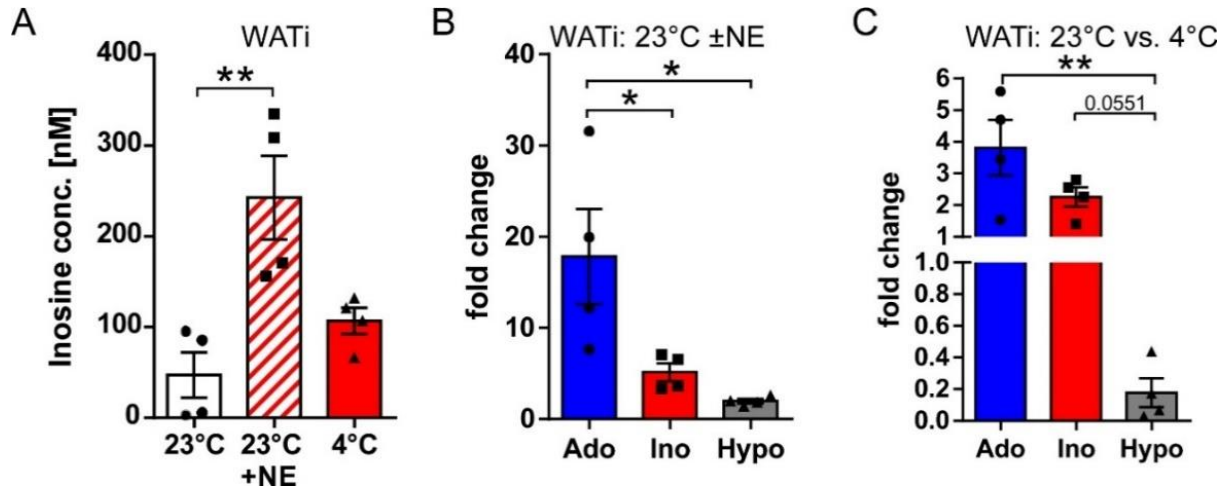 A
WATi
Inosine conc. [nM]
400
300
200
100
0
**
23°C
23°C
+NE
4°C
B
WATi: 23°C ±NE
fold change
40
30
20
10
0
*
*
Ado
Ino
Hypo
C
WATi: 23°C vs. 4°C
fold change
6
5
4
3
2
1
1.0
0.8
0.6
0.4
0.2
0.0
**
0.0551
Ado
Ino
Hypo